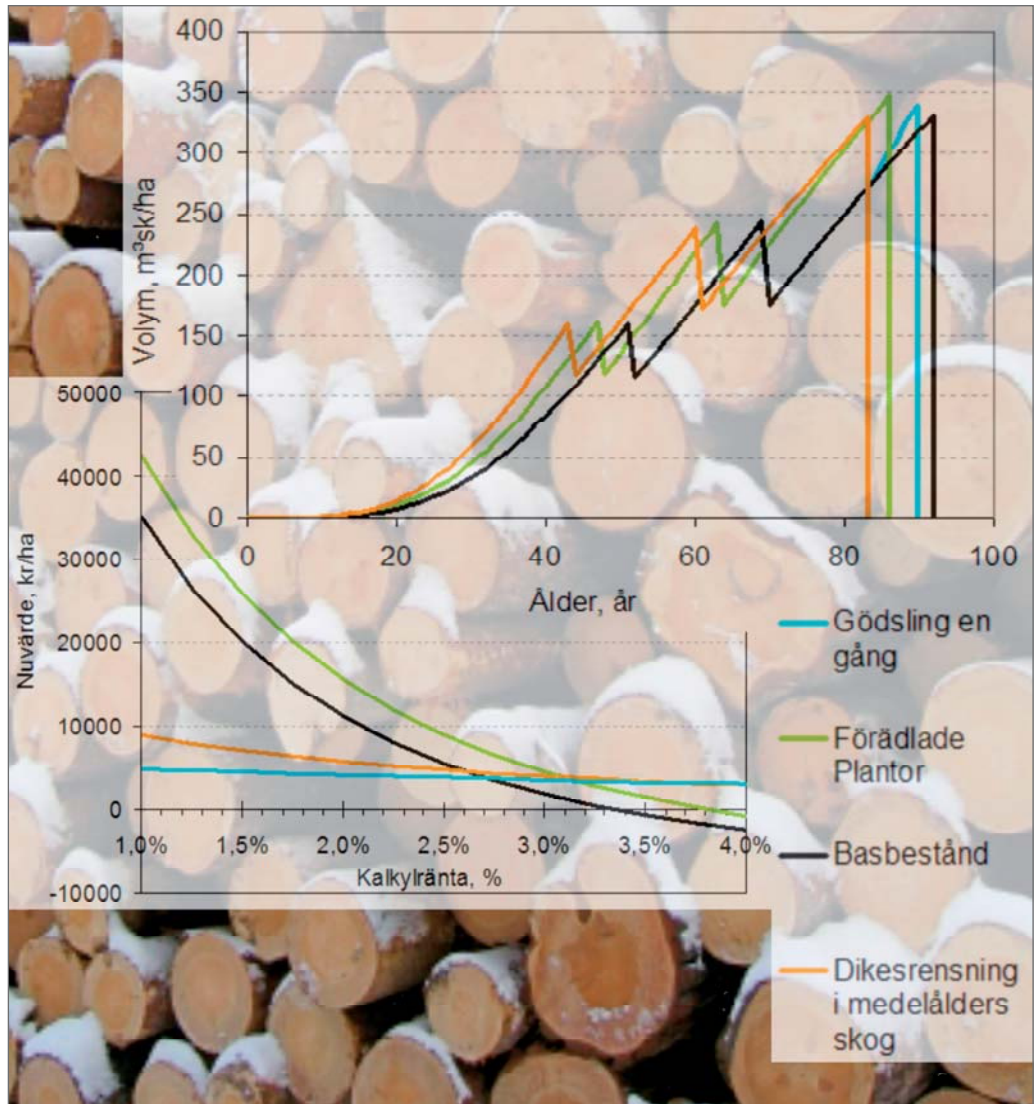 400
350
300
250
200
150
100
50
0
Volym, m³sk/ha
0 20 40 60 80 100
Ålder, år
50000
40000
30000
20000
10000
0
-10000
Nuvärde, kr/ha
1,0% 1,5% 2,0% 2,5% 3,0% 3,5% 4,0%
Kalkylränta, %
Gödsling en
gång
Förädlade
Plantor
Basbestånd
Dikesrensning
i medelålders
skog